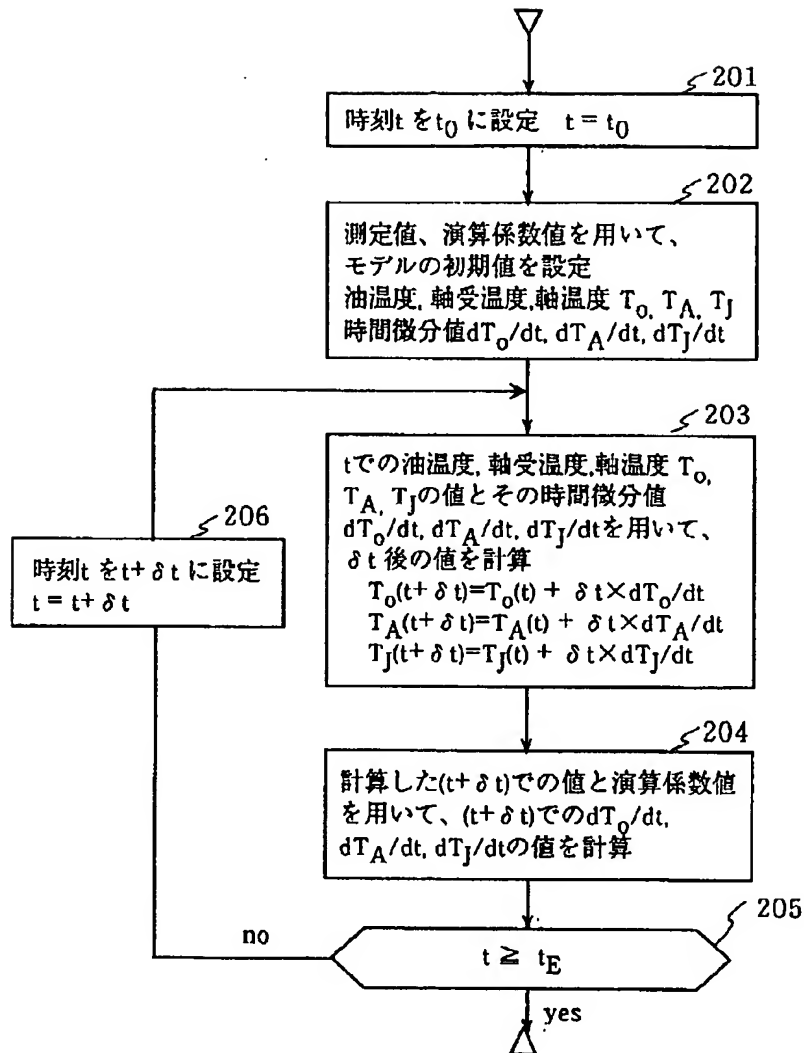 201
時刻t をt0 に設定 t = t0
202
測定値、演算係数値を用いて、
モデルの初期値を設定
油温度, 軸受温度,軸温度 To, TA, TJ
時間微分値dTo/dt, dTA/dt, dTJ/dt
203
tでの油温度, 軸受温度,軸温度 To,
TA, TJの値とその時間微分値
dTo/dt, dTA/dt, dTJ/dtを用いて、
δt 後の値を計算
To(t+ δt)=To(t) + δt×dTo/dt
TA(t+ δt)=TA(t) + δt×dTA/dt
TJ(t+ δt)=TJ(t) + δt×dTJ/dt
206
時刻t をt+ δt に設定
t = t+ δt
204
計算した(t+ δt)での値と演算係数値
を用いて、(t+ δt)でのdTo/dt,
dTA/dt, dTJ/dtの値を計算
205
no
t ≧ tE
yes